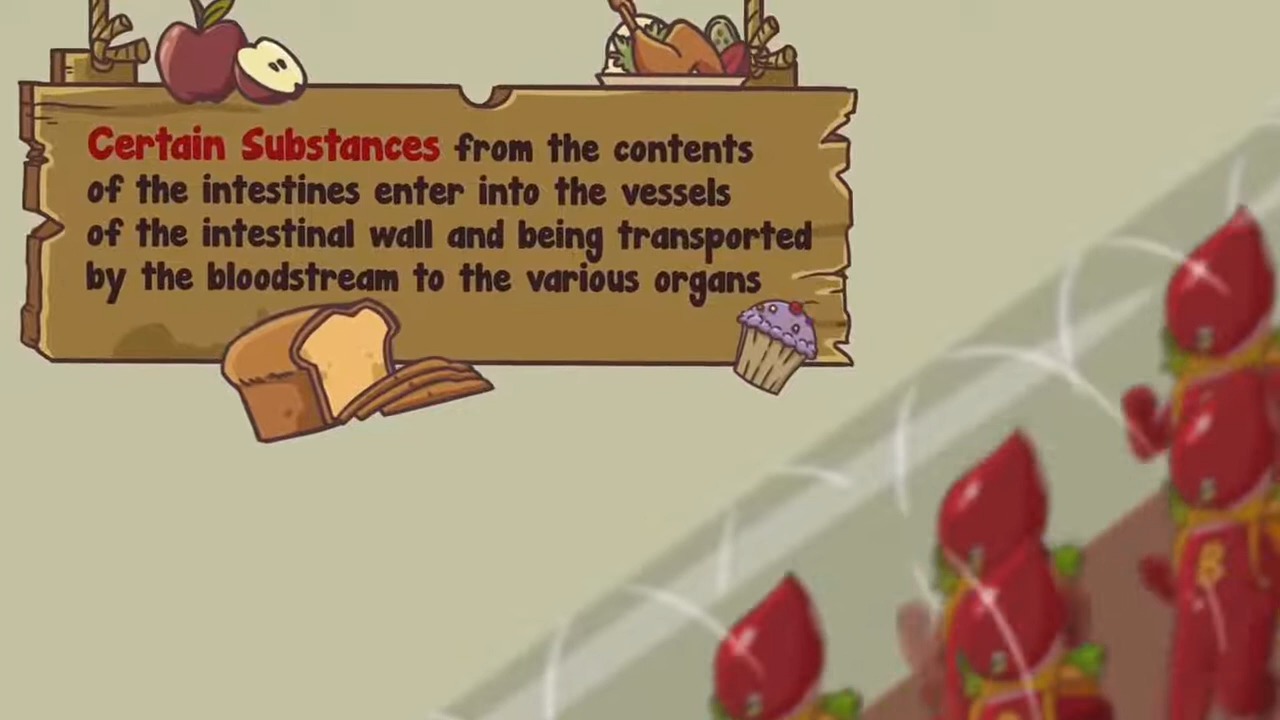 Certain Substances from the contents
of the intestines enter into the vessels
of the intestinal wall and being transported
by the bloodstream to the various organs